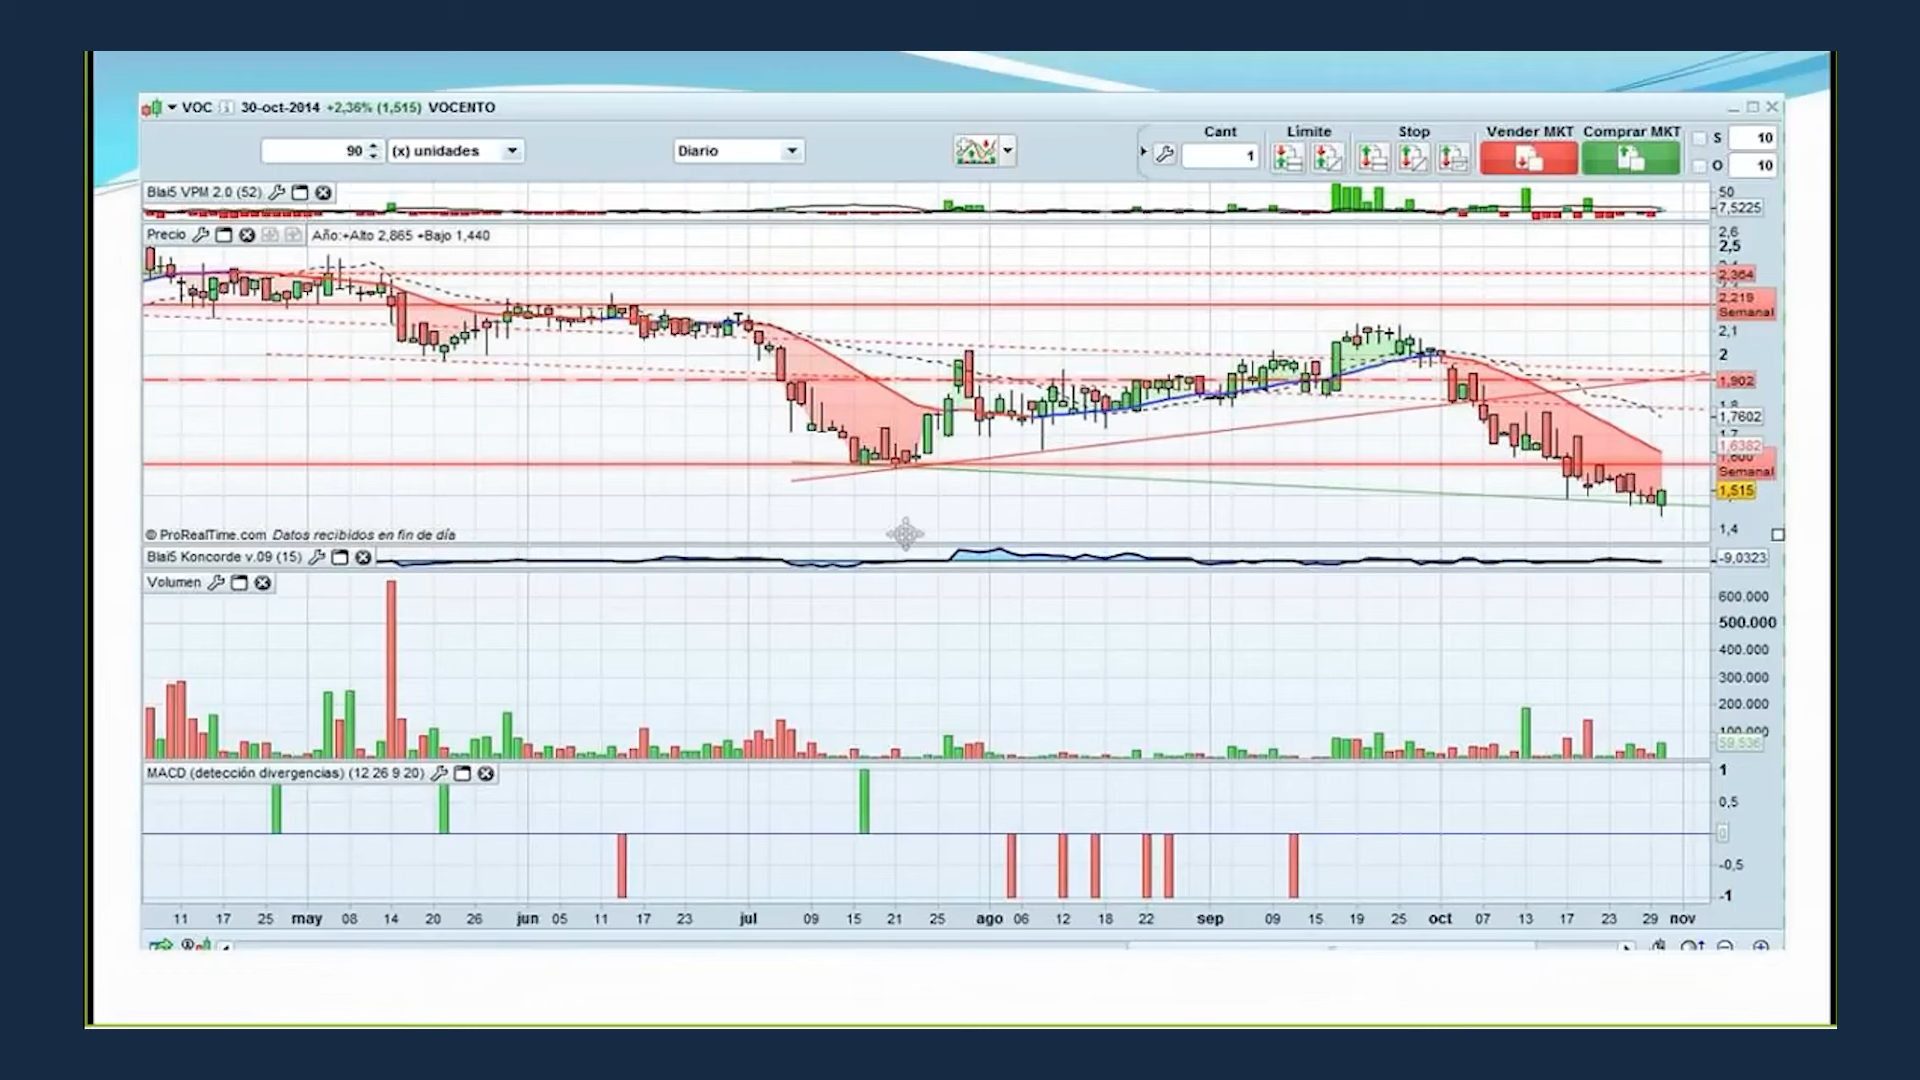 VOC 30-oct-2014 +2,36% (1,515) VOCENTO
Cant Límite Stop Vender MKT Comprar MKT S 10
90 (x) unidades Diario 1 O 10
Blai5 VPM 2.0 (52)
50
7,5225
Precio Año:+Alto 2,865 +Bajo 1,440
2,6
2,5
2,364
2,219
Semanal
2,1
2
1,902
1,7602
1,6382
Semanal
1,515
1,4
© ProRealTime.com Datos recibidos en fin de día
Blai5 Koncorde v.09 (15)
-9,0323
Volumen
600.000
500.000
400.000
300.000
200.000
100.000
59,536
MACD (detección divergencias) (12 26 9 20)
1
0,5
0
-0,5
-1
11 17 25 may 08 14 20 26 jun 05 11 17 23 jul 09 15 21 25 ago 06 12 18 22 sep 09 15 19 25 oct 07 13 17 23 29 nov